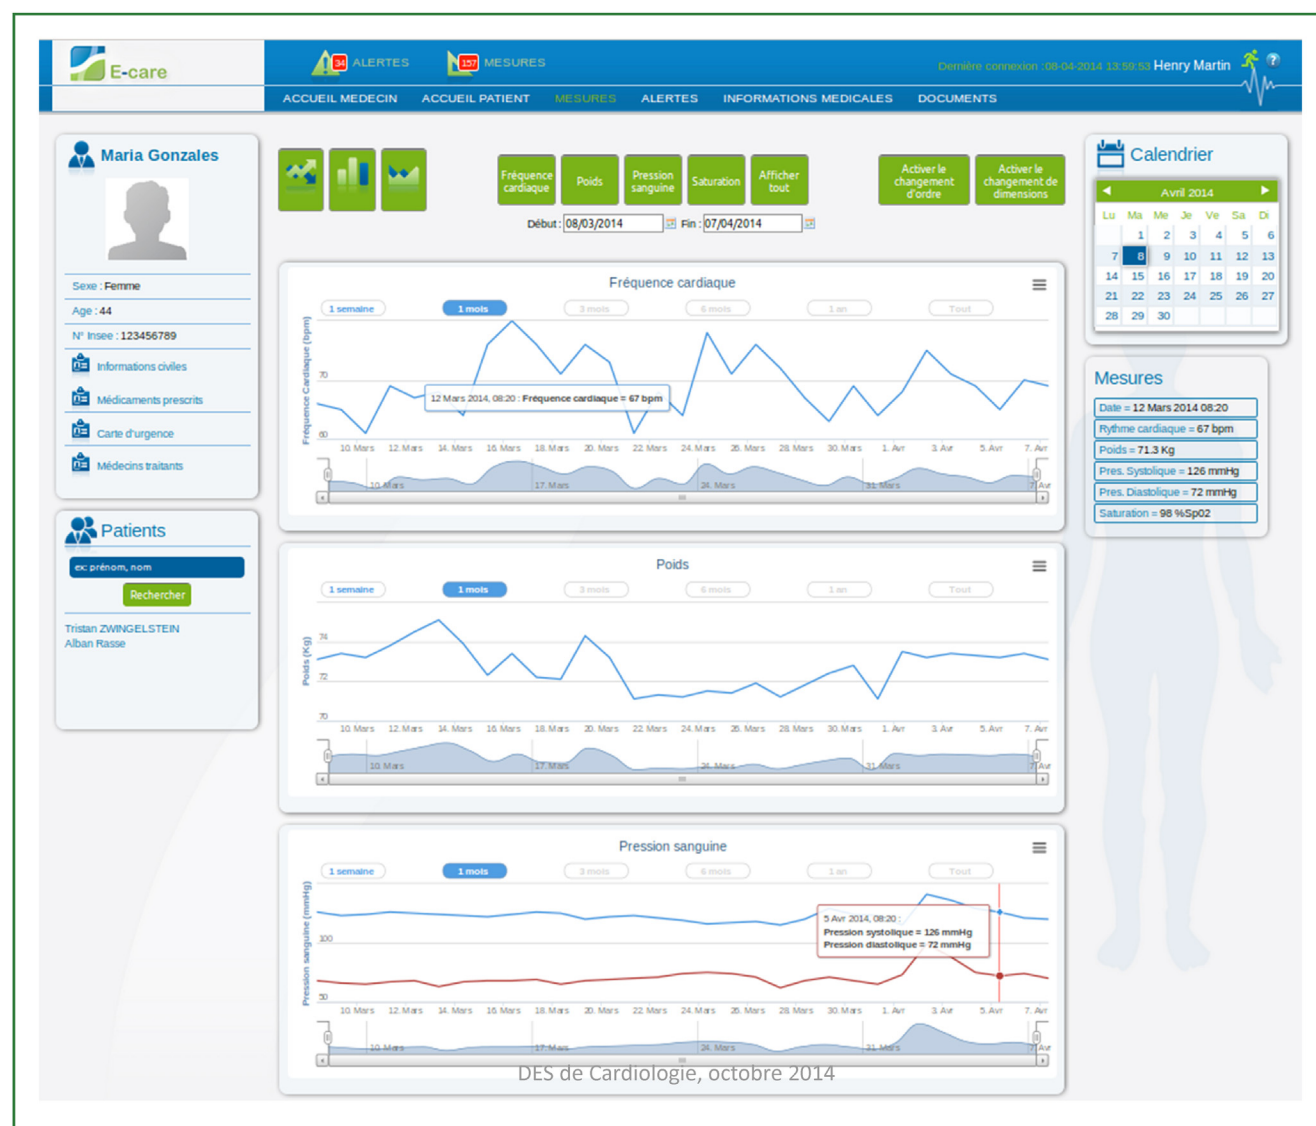 E-care
34 ALERTES
157 MESURES
Dernière connexion :08-04-2014 13:59:53 Henry Martin
?
ACCUEIL MEDECIN ACCUEIL PATIENT MESURES ALERTES INFORMATIONS MEDICALES DOCUMENTS
Maria Gonzales
Sexe : Femme
Age : 44
N° Insee : 123456789
Informations civiles
Médicaments prescrits
Carte d'urgence
Médecins traitants
Patients
ex: prénom, nom
Rechercher
Tristan ZWINGELSTEIN
Alban Rasse
Fréquence cardiaque
Poids
Pression sanguine
Saturation
Afficher tout
Activer le changement d'ordre
Activer le changement de dimensions
Début : 08/03/2014 Fin : 07/04/2014
Fréquence cardiaque
1 semaine 1 mois 3 mois 6 mois 1 an Tout
Fréquence Cardiaque (bpm)
70
60
12 Mars 2014, 08:20 : Fréquence cardiaque = 67 bpm
10. Mars 12. Mars 14. Mars 16. Mars 18. Mars 20. Mars 22. Mars 24. Mars 26. Mars 28. Mars 30. Mars 1. Avr 3. Avr 5. Avr 7. Avr
10. Mars 17. Mars 24. Mars 31. Mars 7. Avr
Poids
1 semaine 1 mois 3 mois 6 mois 1 an Tout
Poids (Kg)
74
72
70
10. Mars 12. Mars 14. Mars 16. Mars 18. Mars 20. Mars 22. Mars 24. Mars 26. Mars 28. Mars 30. Mars 1. Avr 3. Avr 5. Avr 7. Avr
10. Mars 17. Mars 24. Mars 31. Mars 7. Avr
Pression sanguine
1 semaine 1 mois 3 mois 6 mois 1 an Tout
Pression sanguine (mmHg)
100
50
5 Avr 2014, 08:20 :
Pression systolique = 126 mmHg
Pression diastolique = 72 mmHg
10. Mars 12. Mars 14. Mars 16. Mars 18. Mars 20. Mars 22. Mars 24. Mars 26. Mars 28. Mars 30. Mars 1. Avr 3. Avr 5. Avr 7. Avr
10. Mars 17. Mars 24. Mars 31. Mars 7. Avr
Calendrier
Avril 2014
Lu Ma Me Je Ve Sa Di
1 2 3 4 5 6
7 8 9 10 11 12 13
14 15 16 17 18 19 20
21 22 23 24 25 26 27
28 29 30
Mesures
Date = 12 Mars 2014 08:20
Rythme cardiaque = 67 bpm
Poids = 71.3 Kg
Pres. Systolique = 126 mmHg
Pres. Diastolique = 72 mmHg
Saturation = 98 %Sp02
DES de Cardiologie, octobre 2014